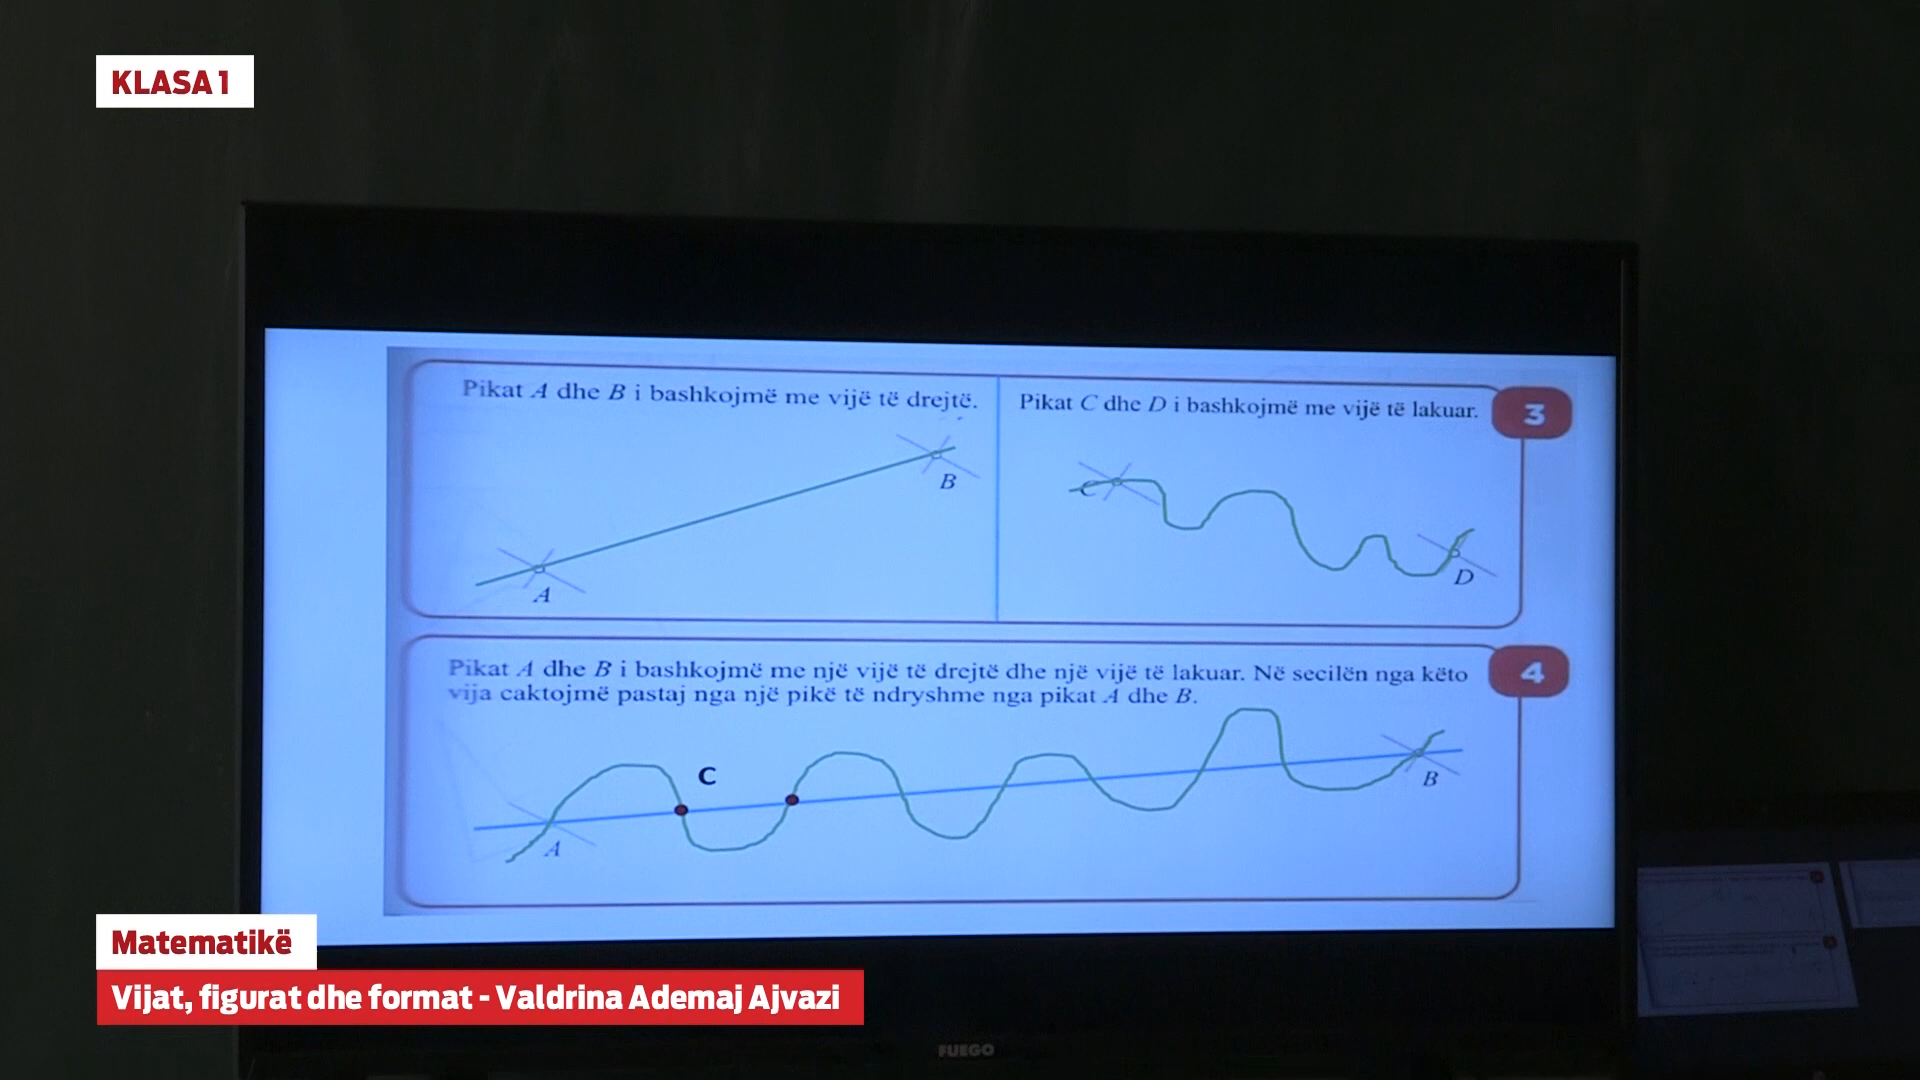 KLASA 1
Pikat A dhe B i bashkojmë me vijë të drejtë.
B
A
Pikat C dhe D i bashkojmë me vijë të lakuar.
3
C
D
Pikat A dhe B i bashkojmë me një vijë të drejtë dhe një vijë të lakuar. Në secilën nga këto
vija caktojmë pastaj nga një pikë të ndryshme nga pikat A dhe B.
4
C
A
B
Matematikë
Vijat, figurat dhe format - Valdrina Ademaj Ajvazi
FUEGO